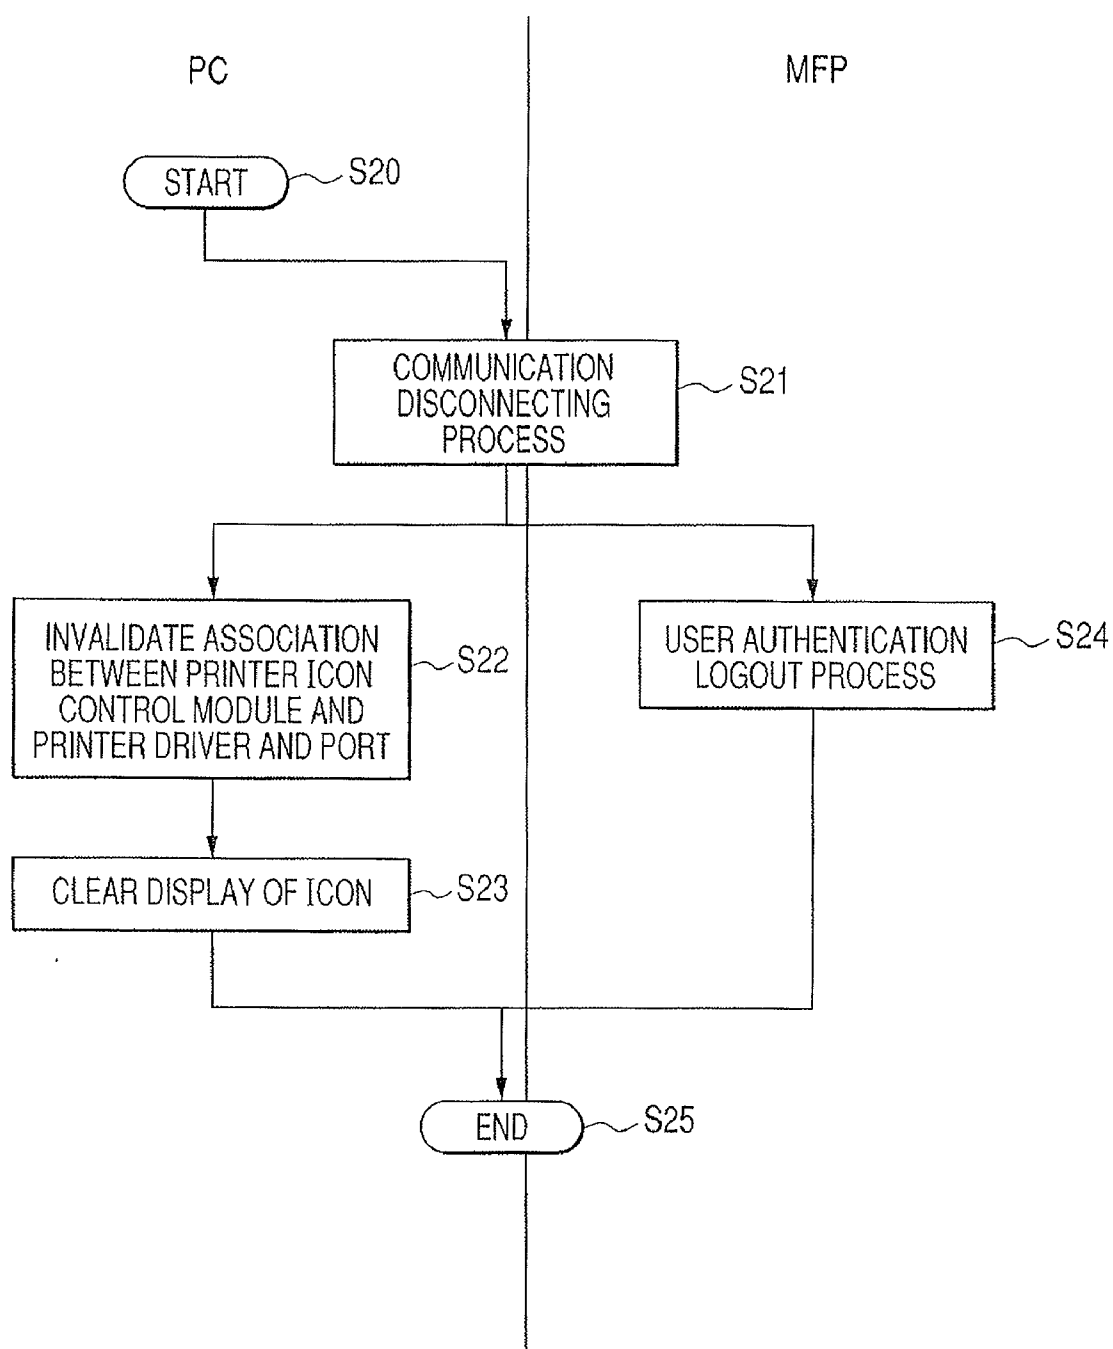 PC
MFP
START
S20
COMMUNICATION
DISCONNECTING
PROCESS
S21
INVALIDATE ASSOCIATION
BETWEEN PRINTER ICON
CONTROL MODULE AND
PRINTER DRIVER AND PORT
S22
USER AUTHENTICATION
LOGOUT PROCESS
S24
CLEAR DISPLAY OF ICON
S23
END
S25